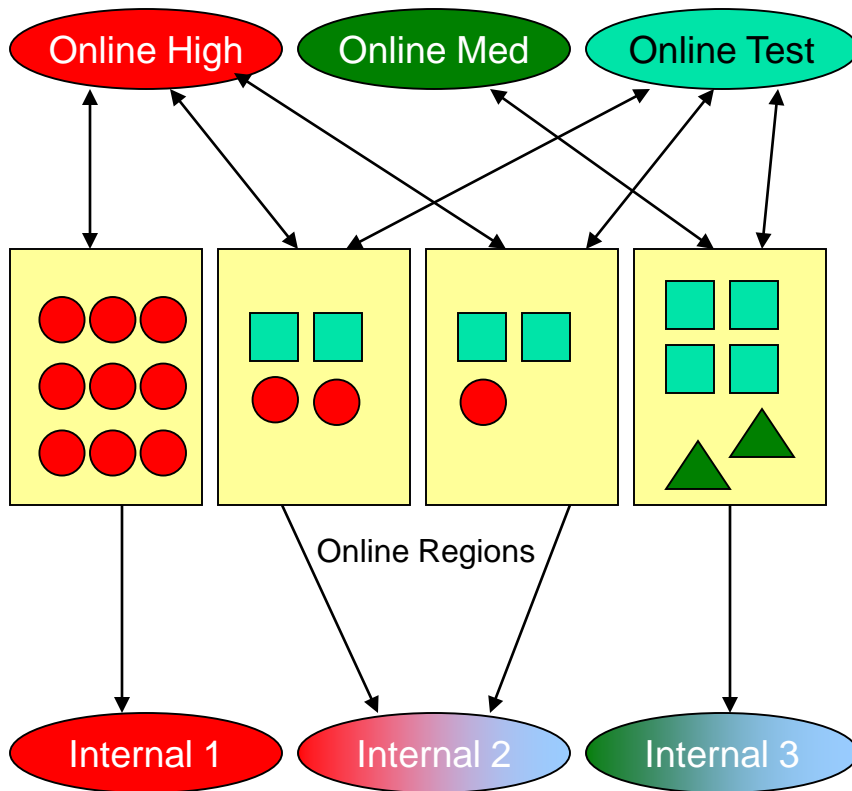 Online High
Online Med
Online Test
Online Regions
Internal 1
Internal 2
Internal 3